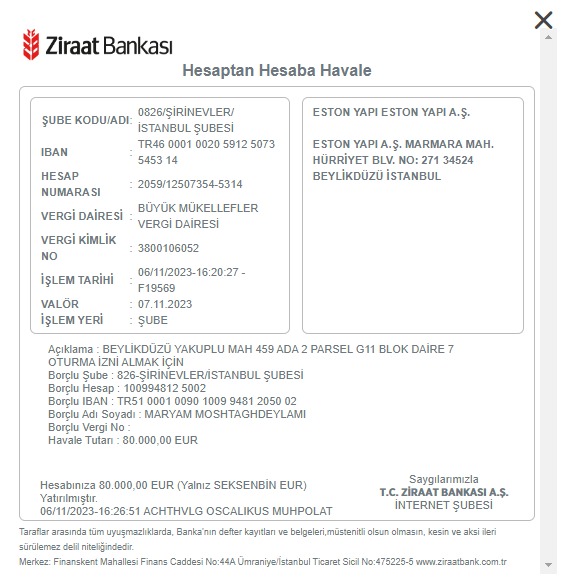 Ziraat Bankası
Hesaptan Hesaba Havale
ŞUBE KODU/ADI: 0826/ŞİRİNEVLER/
İSTANBUL ŞUBESİ
IBAN : TR46 0001 0020 5912 5073
5453 14
HESAP
NUMARASI : 2059/12507354-5314
VERGİ DAİRESİ : BÜYÜK MÜKELLEFLER
VERGİ DAİRESİ
VERGİ KİMLİK
NO : 3800106052
İŞLEM TARİHİ : 06/11/2023-16:20:27 -
F19569
VALÖR : 07.11.2023
İŞLEM YERİ : ŞUBE
ESTON YAPI ESTON YAPI A.Ş.
ESTON YAPI A.Ş. MARMARA MAH.
HÜRRİYET BLV. NO: 271 34524
BEYLİKDÜZÜ İSTANBUL
Açıklama : BEYLİKDÜZÜ YAKUPLU MAH 459 ADA 2 PARSEL G11 BLOK DAİRE 7
OTURMA İZNİ ALMAK İÇİN
Borçlu Şube : 826-ŞİRİNEVLER/İSTANBUL ŞUBESİ
Borçlu Hesap : 100994812 5002
Borçlu IBAN : TR51 0001 0090 1009 9481 2050 02
Borçlu Adı Soyadı : MARYAM MOSHTAGHDEYLAMI
Borçlu Vergi No :
Havale Tutarı : 80.000,00 EUR
Hesabınıza 80.000,00 EUR (Yalnız SEKSENBİN EUR)
Yatırılmıştır.
06/11/2023-16:26:51 ACHTHVLG OSCALIKUS MUHPOLAT
Saygılarımızla
T.C. ZİRAAT BANKASI A.Ş.
İNTERNET ŞUBESİ
Taraflar arasında tüm uyuşmazlıklarda, Banka'nın defter kayıtları ve belgeleri,müstenitli olsun olmasın, kesin ve aksi ileri
sürülemez delil niteliğindedir.
Merkez: Finanskent Mahallesi Finans Caddesi No:44A Ümraniye/İstanbul Ticaret Sicil No:475225-5 www.ziraatbank.com.tr